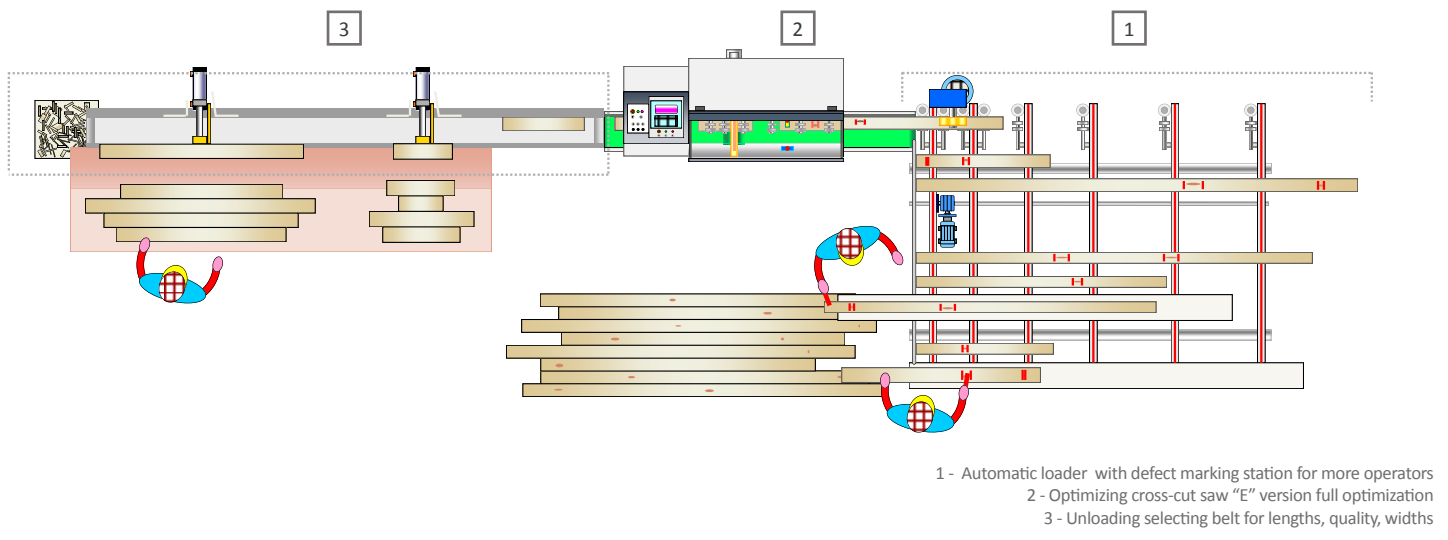 3
2
1
1 - Automatic loader with defect marking station for more operators
2 - Optimizing cross-cut saw “E” version full optimization
3 - Unloading selecting belt for lengths, quality, widths